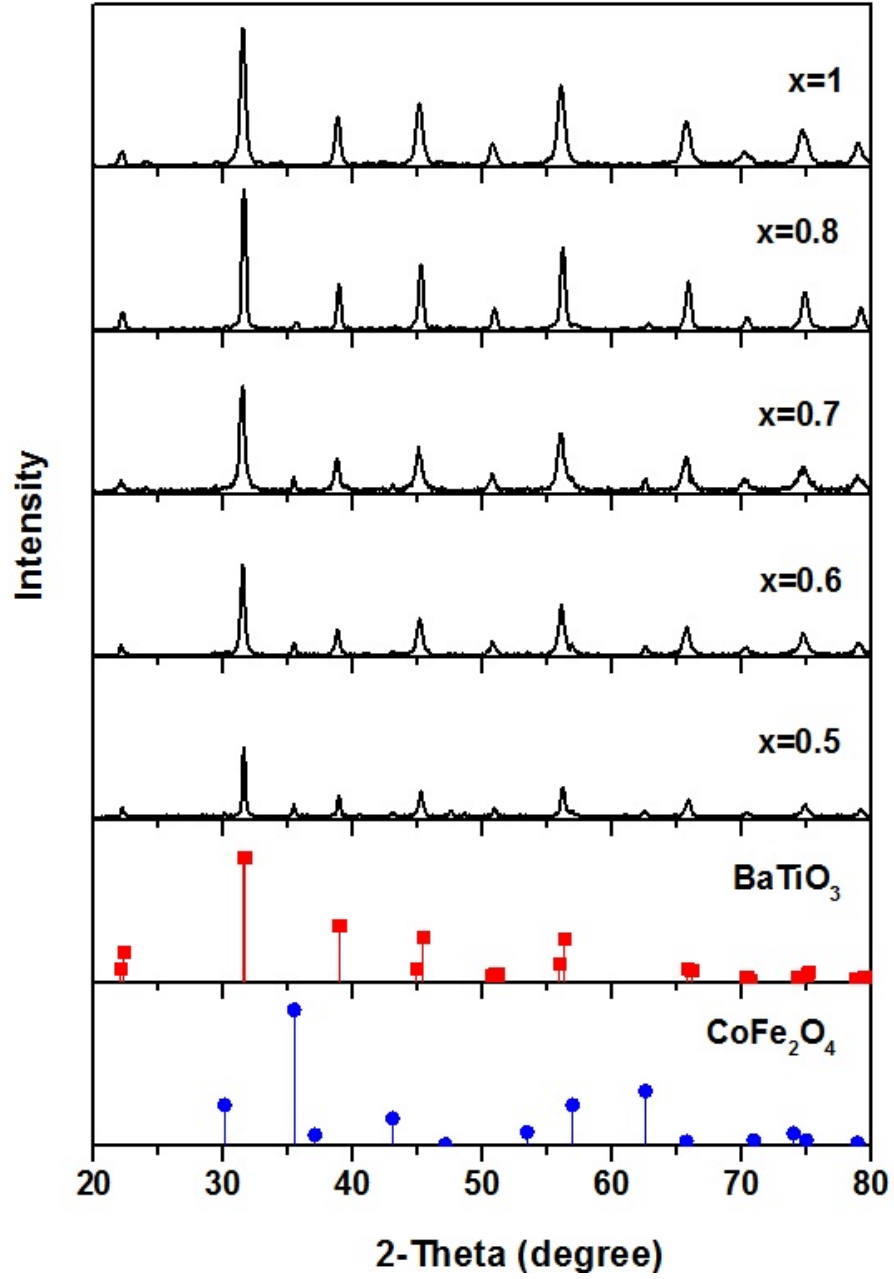 x=1
x=0.8
x=0.7
x=0.6
x=0.5
BaTiO₃
CoFe₂O₄
Intensity
20 30 40 50 60 70 80
2-Theta (degree)